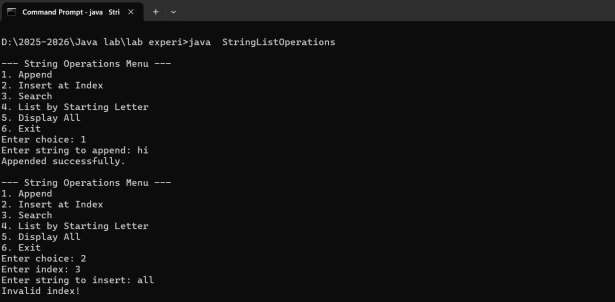 Command Prompt - java  Stri
D:\2025-2026\Java lab\lab experi>java  StringListOperations
--- String Operations Menu ---
1. Append
2. Insert at Index
3. Search
4. List by Starting Letter
5. Display All
6. Exit
Enter choice: 1
Enter string to append: hi
Appended successfully.
--- String Operations Menu ---
1. Append
2. Insert at Index
3. Search
4. List by Starting Letter
5. Display All
6. Exit
Enter choice: 2
Enter index: 3
Enter string to insert: all
Invalid index!